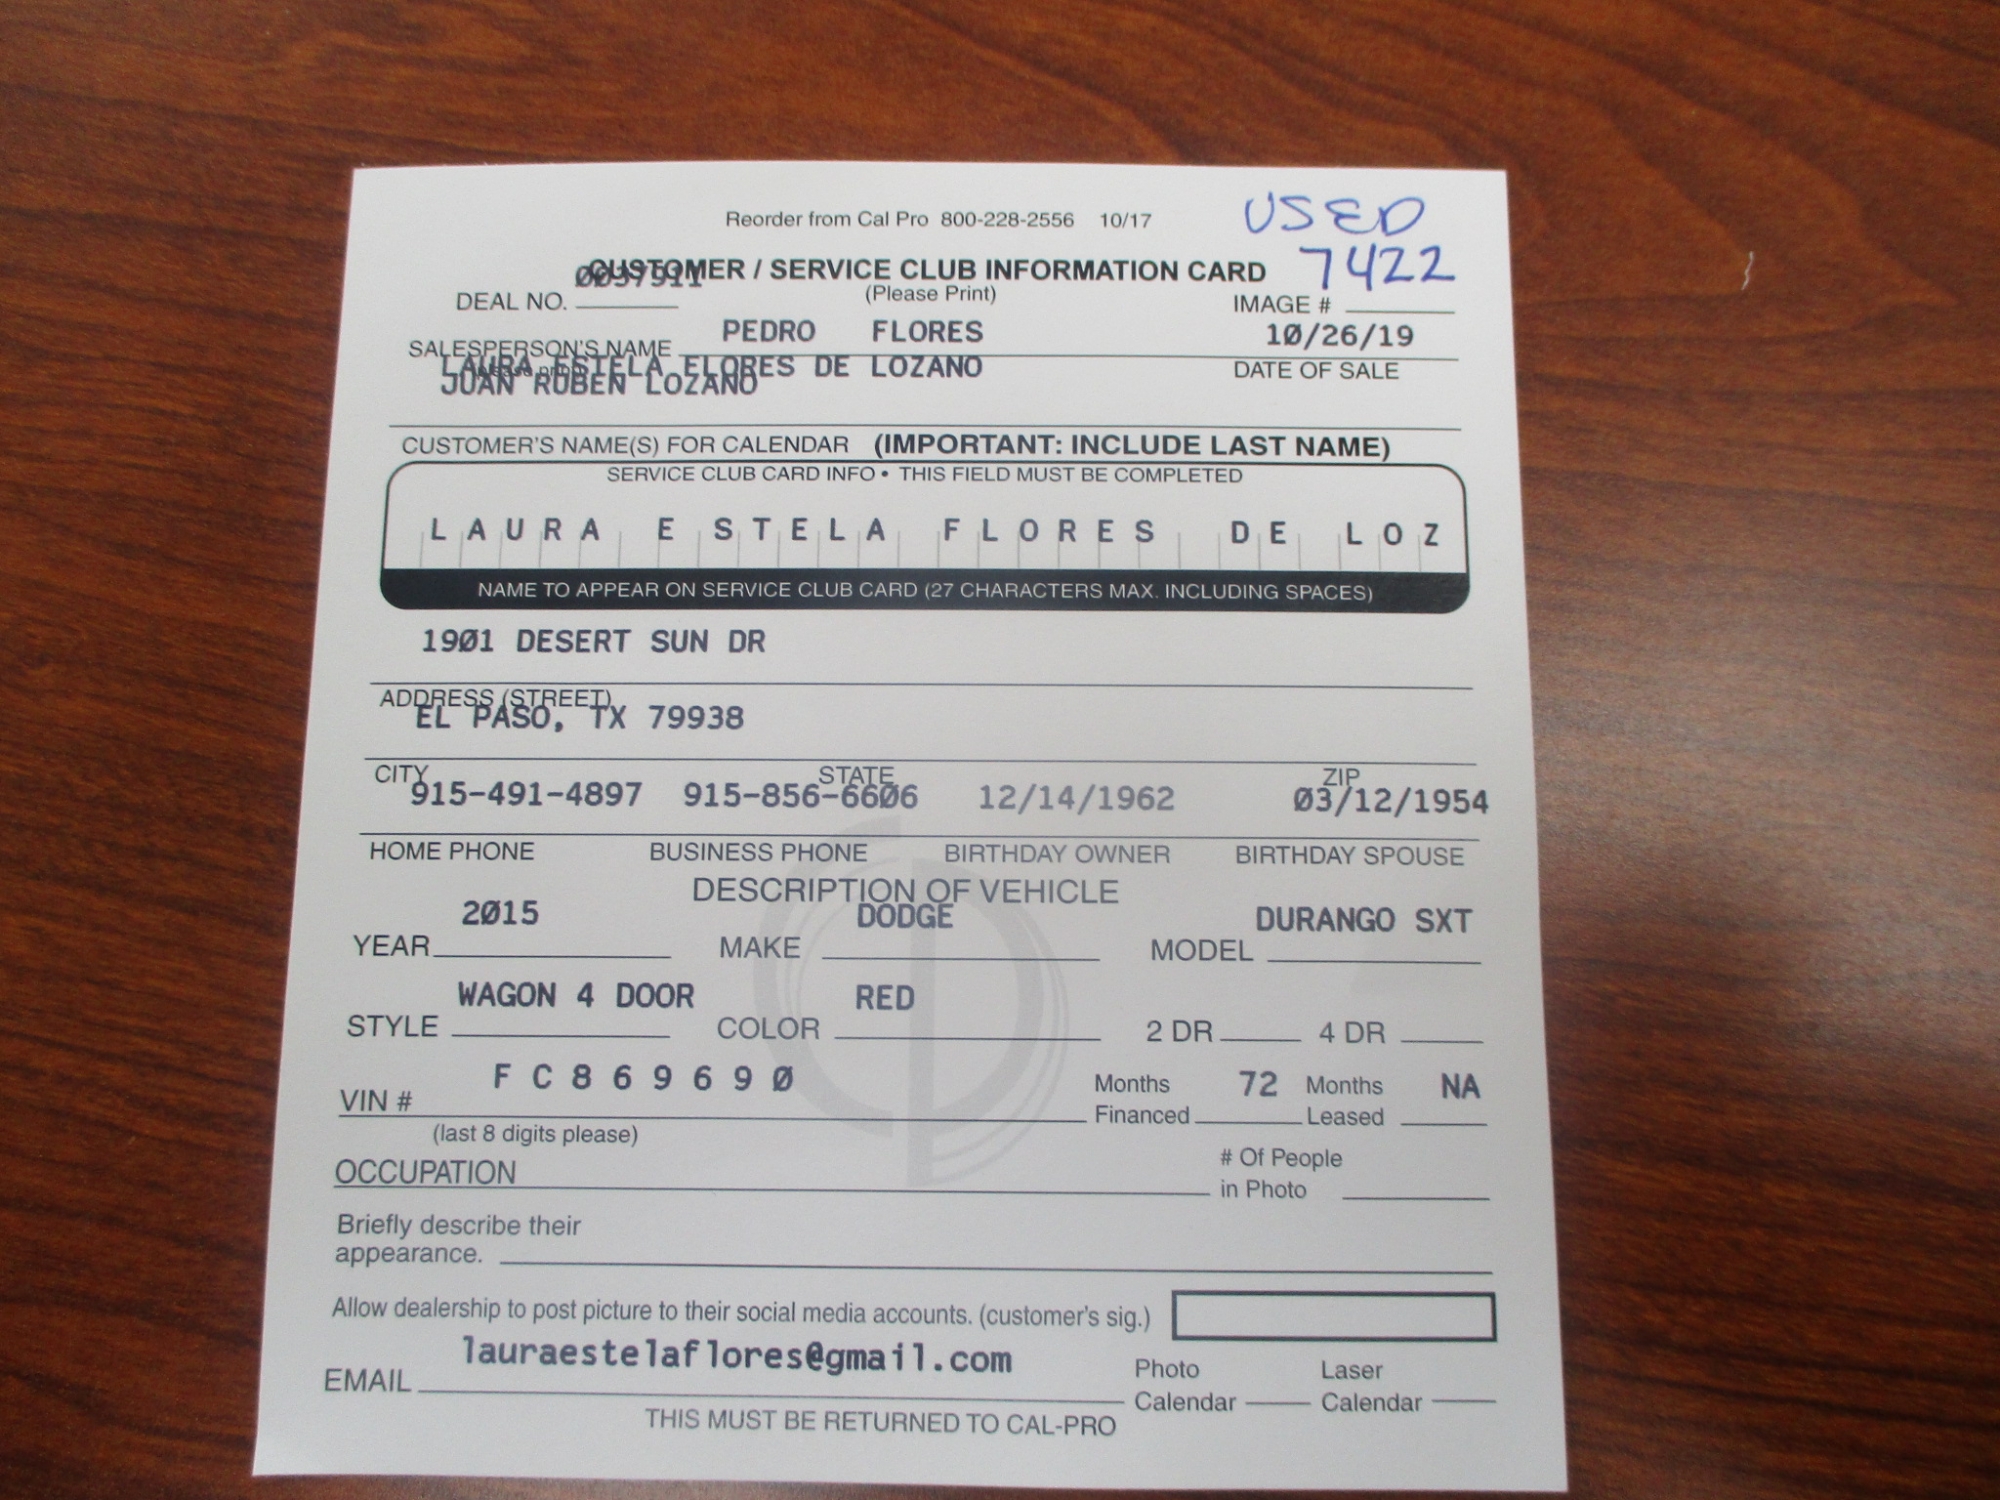 USED
Reorder from Cal Pro 800-228-2556 10/17
7422
CUSTOMER / SERVICE CLUB INFORMATION CARD
(Please Print)
DEAL NO. 0037911
IMAGE #
SALESPERSON'S NAME PEDRO FLORES
10/26/19
DATE OF SALE
LAURA ESTELA FLORES DE LOZANO
JUAN RUBEN LOZANO
CUSTOMER'S NAME(S) FOR CALENDAR (IMPORTANT: INCLUDE LAST NAME)
SERVICE CLUB CARD INFO • THIS FIELD MUST BE COMPLETED
LAURA ESTELA FLORES DE LOZ
NAME TO APPEAR ON SERVICE CLUB CARD (27 CHARACTERS MAX. INCLUDING SPACES)
1901 DESERT SUN DR
ADDRESS (STREET)
EL PASO, TX 79938
CITY STATE ZIP
915-491-4897 915-856-6606 12/14/1962 03/12/1954
HOME PHONE BUSINESS PHONE BIRTHDAY OWNER BIRTHDAY SPOUSE
DESCRIPTION OF VEHICLE
2015 DODGE DURANGO SXT
YEAR MAKE MODEL
WAGON 4 DOOR RED
STYLE COLOR 2 DR 4 DR
FC869690
VIN #
(last 8 digits please)
Months Financed 72 Months Leased NA
OCCUPATION
# Of People
in Photo
Briefly describe their
appearance.
Allow dealership to post picture to their social media accounts. (customer's sig.)
lauraestelaflores@gmail.com
EMAIL
Photo Calendar
Laser Calendar
THIS MUST BE RETURNED TO CAL-PRO